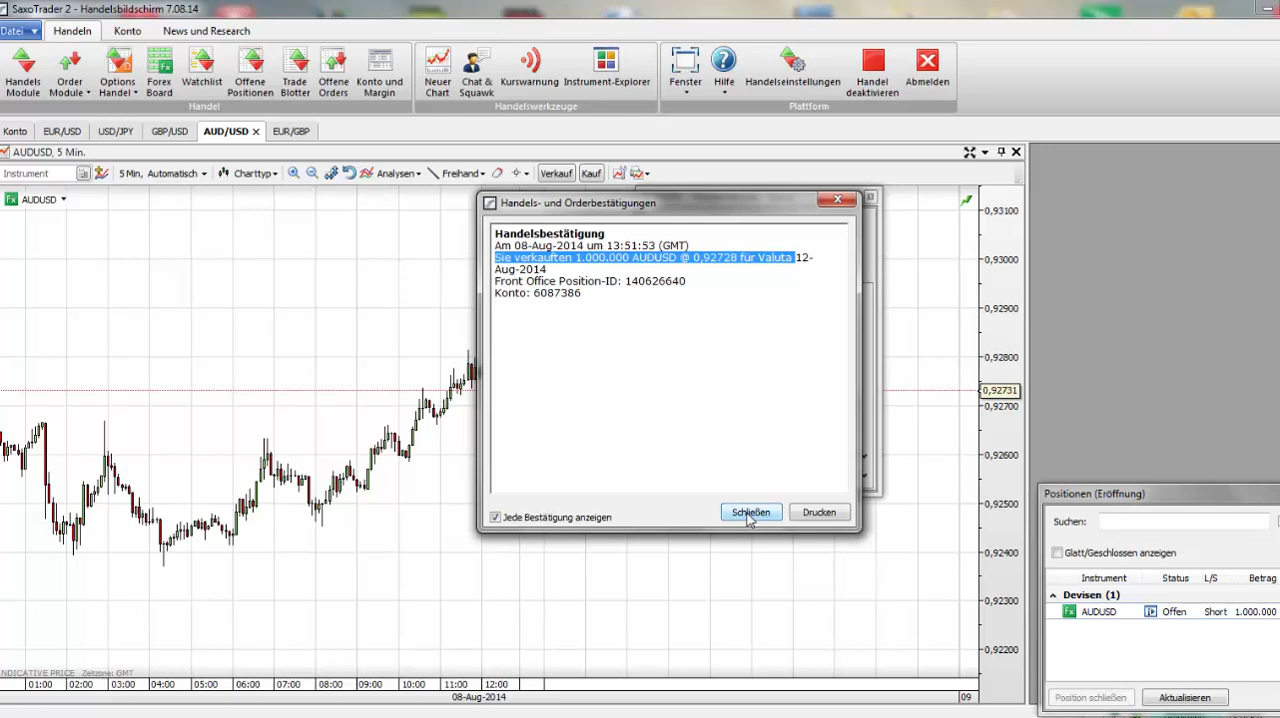 SaxoTrader 2 - Handelsbildschirm 7.08.14
Datei Handeln Konto News und Research
Handels Module
Order Module
Options Handel
Forex Board
Watchlist
Offene Positionen
Trade Blotter
Offene Orders
Konto und Margin
Neuer Chart
Chat & Squawk
Kurswarnung
Instrument-Explorer
Fenster
Hilfe
Handelseinstellungen
Handel deaktivieren
Abmelden
Handel Handelswerkzeuge Plattform
Konto EUR/USD USD/JPY GBP/USD AUD/USD EUR/GBP
AUDUSD, 5 Min.
Instrument 5 Min, Automatisch Charttyp Analysen Freihand Verkauf Kauf
AUDUSD
Handels- und Orderbestätigungen
Handelsbestätigung
Am 08-Aug-2014 um 13:51:53 (GMT)
Sie verkauften 1.000.000 AUDUSD @ 0,92728 für Valuta 12-
Aug-2014
Front Office Position-ID: 140626640
Konto: 6087386
Jede Bestätigung anzeigen
Schließen Drucken
0,93100
0,93000
0,92900
0,92800
0,92731
0,92700
0,92600
0,92500
0,92400
0,92300
0,92200
Positionen (Eröffnung)
Suchen:
Glatt/Geschlossen anzeigen
Instrument Status L/S Betrag
Devisen (1)
AUDUSD Offen Short 1.000.000
Position schließen Aktualisieren
NDICATIVE PRICE Zeitzone: GMT
01:00 02:00 03:00 04:00 05:00 06:00 07:00 08:00 09:00 10:00 11:00 12:00
08-Aug-2014 09